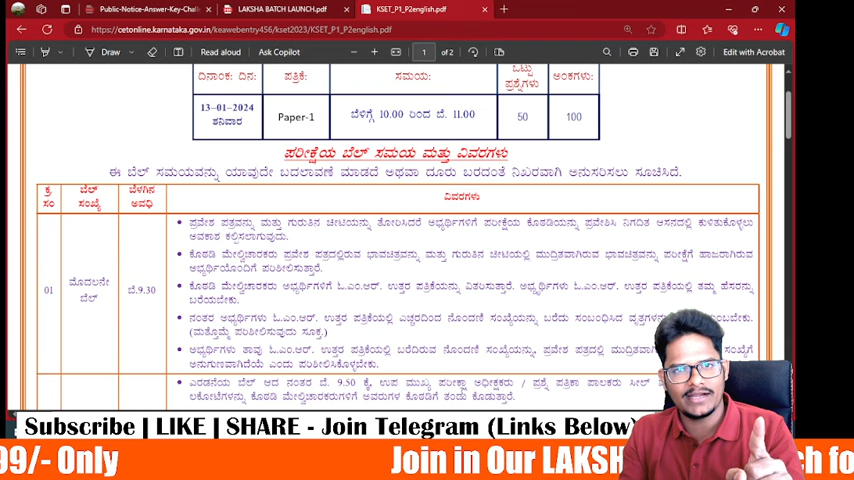 Public-Notice-Answer-Key-Chall
LAKSHA BATCH LAUNCH.pdf
KSET_P1_P2english.pdf
https://cetonline.karnataka.gov.in/keawebentry456/kset2023/KSET_P1_P2english.pdf
Draw
Read aloud
Ask Copilot
1 of 2
Edit with Acrobat
ದಿನಾಂಕ: ದಿನ: ಪತ್ರಿಕೆ: ಸಮಯ: ಒಟ್ಟು ಪ್ರಶ್ನೆಗಳು ಅಂಕಗಳು:
13-01-2024 ಶನಿವಾರ Paper-1 ಬೆಳಿಗ್ಗೆ 10.00 ರಿಂದ ಬೆ. 11.00 50 100
ಪರೀಕ್ಷೆಯ ಬೆಲ್ ಸಮಯ ಮತ್ತು ವಿವರಗಳು
ಈ ಬೆಲ್ ಸಮಯವನ್ನು ಯಾವುದೇ ಬದಲಾವಣೆ ಮಾಡದೆ ಅಥವಾ ದೂರು ಬರದಂತೆ ನಿಖರವಾಗಿ ಅನುಸರಿಸಲು ಸೂಚಿಸಿದೆ.
ಕ್ರ ಸಂ ಬೆಲ್ ಸಂಖ್ಯೆ ಬೆಳಗಿನ ಅವಧಿ ವಿವರಗಳು
01 ಮೊದಲನೇ ಬೆಲ್ ಬೆ.9.30
• ಪ್ರವೇಶ ಪತ್ರವನ್ನು ಮತ್ತು ಗುರುತಿನ ಚೀಟಿಯನ್ನು ತೋರಿಸಿದರೆ ಅಭ್ಯರ್ಥಿಗಳಿಗೆ ಪರೀಕ್ಷೆಯ ಕೊಠಡಿಯನ್ನು ಪ್ರವೇಶಿಸಿ ನಿಗದಿತ ಆಸನದಲ್ಲಿ ಕುಳಿತುಕೊಳ್ಳಲು
ಅವಕಾಶ ಕಲ್ಪಿಸಲಾಗುವುದು.
• ಕೊಠಡಿ ಮೇಲ್ವಿಚಾರಕರು ಪ್ರವೇಶ ಪತ್ರದಲ್ಲಿರುವ ಭಾವಚಿತ್ರವನ್ನು ಮತ್ತು ಗುರುತಿನ ಚೀಟಿಯಲ್ಲಿ ಮುದ್ರಿತವಾಗಿರುವ ಭಾವಚಿತ್ರವನ್ನು ಪರೀಕ್ಷೆಗೆ ಹಾಜರಾಗಿರುವ
ಅಭ್ಯರ್ಥಿಯೊಂದಿಗೆ ಪರಿಶೀಲಿಸುತ್ತಾರೆ.
• ಕೊಠಡಿ ಮೇಲ್ವಿಚಾರಕರು ಅಭ್ಯರ್ಥಿಗಳಿಗೆ ಓ.ಎಂ.ಆರ್. ಉತ್ತರ ಪತ್ರಿಕೆಯನ್ನು ವಿತರಿಸುತ್ತಾರೆ. ಅಭ್ಯರ್ಥಿಗಳು ಓ.ಎಂ.ಆರ್. ಉತ್ತರ ಪತ್ರಿಕೆಯಲ್ಲಿ ತಮ್ಮ ಹೆಸರನ್ನು
ಬರೆಯಬೇಕು.
• ನಂತರ ಅಭ್ಯರ್ಥಿಗಳು ಓ.ಎಂ.ಆರ್. ಉತ್ತರ ಪತ್ರಿಕೆಯಲ್ಲಿ ಎಚ್ಚರದಿಂದ ನೊಂದಣಿ ಸಂಖ್ಯೆಯನ್ನು ಬರೆದು ಸಂಬಂಧಿಸಿದ
(ಮತ್ತೊಮ್ಮೆ ಪರಿಶೀಲಿಸುವುದು ಸೂಕ್ತ.)
• ಅಭ್ಯರ್ಥಿಗಳು ತಾವು ಓ.ಎಂ.ಆರ್. ಉತ್ತರ ಪತ್ರಿಕೆಯಲ್ಲಿ ಬರೆದಿರುವ ನೊಂದಣಿ ಸಂಖ್ಯೆಯನ್ನು, ಪ್ರವೇಶ ಪತ್ರದಲ್ಲಿ ಸಂಖ್ಯೆಗೆ
ಅನುಗುಣವಾಗಿದೆಯೆ ಎಂದು ಪರಿಶೀಲಿಸಿಕೊಳ್ಳಬೇಕು.
• ಎರಡನೆಯ ಬೆಲ್ ಆದ ನಂತರ ಬೆ. 9.50 ಕ್ಕೆ, ಉಪ ಮುಖ್ಯ ಪರೀಕ್ಷಾ ಅಧೀಕ್ಷಕರು / ಪ್ರಶ್ನೆ ಪತ್ರಿಕಾ ಪಾಲಕರು ಸೀಲ್
ಲಕೋಟೆಗಳನ್ನು ಕೊಠಡಿ ಮೇಲ್ವಿಚಾರಕರುಗಳಿಗೆ ಅವರುಗಳ ಕೊಠಡಿಗೆ ತಂದು ಕೊಡುತ್ತಾರೆ.
Subscribe | LIKE | SHARE - Join Telegram (Links Below)
99/- Only Join in Our LAKSH ch fo